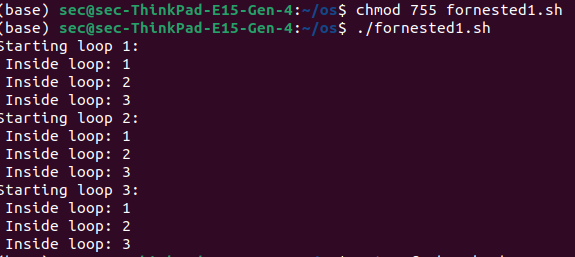 (base) sec@sec-ThinkPad-E15-Gen-4:~/os$ chmod 755 fornested1.sh
(base) sec@sec-ThinkPad-E15-Gen-4:~/os$ ./fornested1.sh
Starting loop 1:
 Inside loop: 1
 Inside loop: 2
 Inside loop: 3
Starting loop 2:
 Inside loop: 1
 Inside loop: 2
 Inside loop: 3
Starting loop 3:
 Inside loop: 1
 Inside loop: 2
 Inside loop: 3